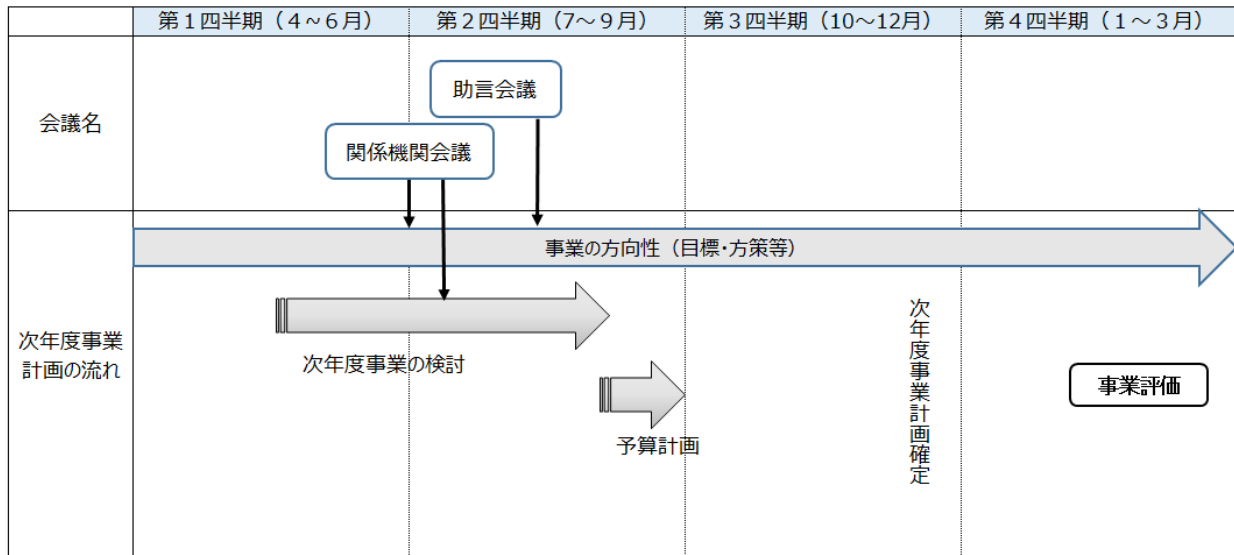 第１四半期（４～６月）
第２四半期（7～９月）
第３四半期（10～12月）
第４四半期（１～３月）
会議名
助言会議
関係機関会議
次年度事業
計画の流れ
事業の方向性（目標・方策等）
次年度事業の検討
予算計画
次年度事業計画確定
事業評価